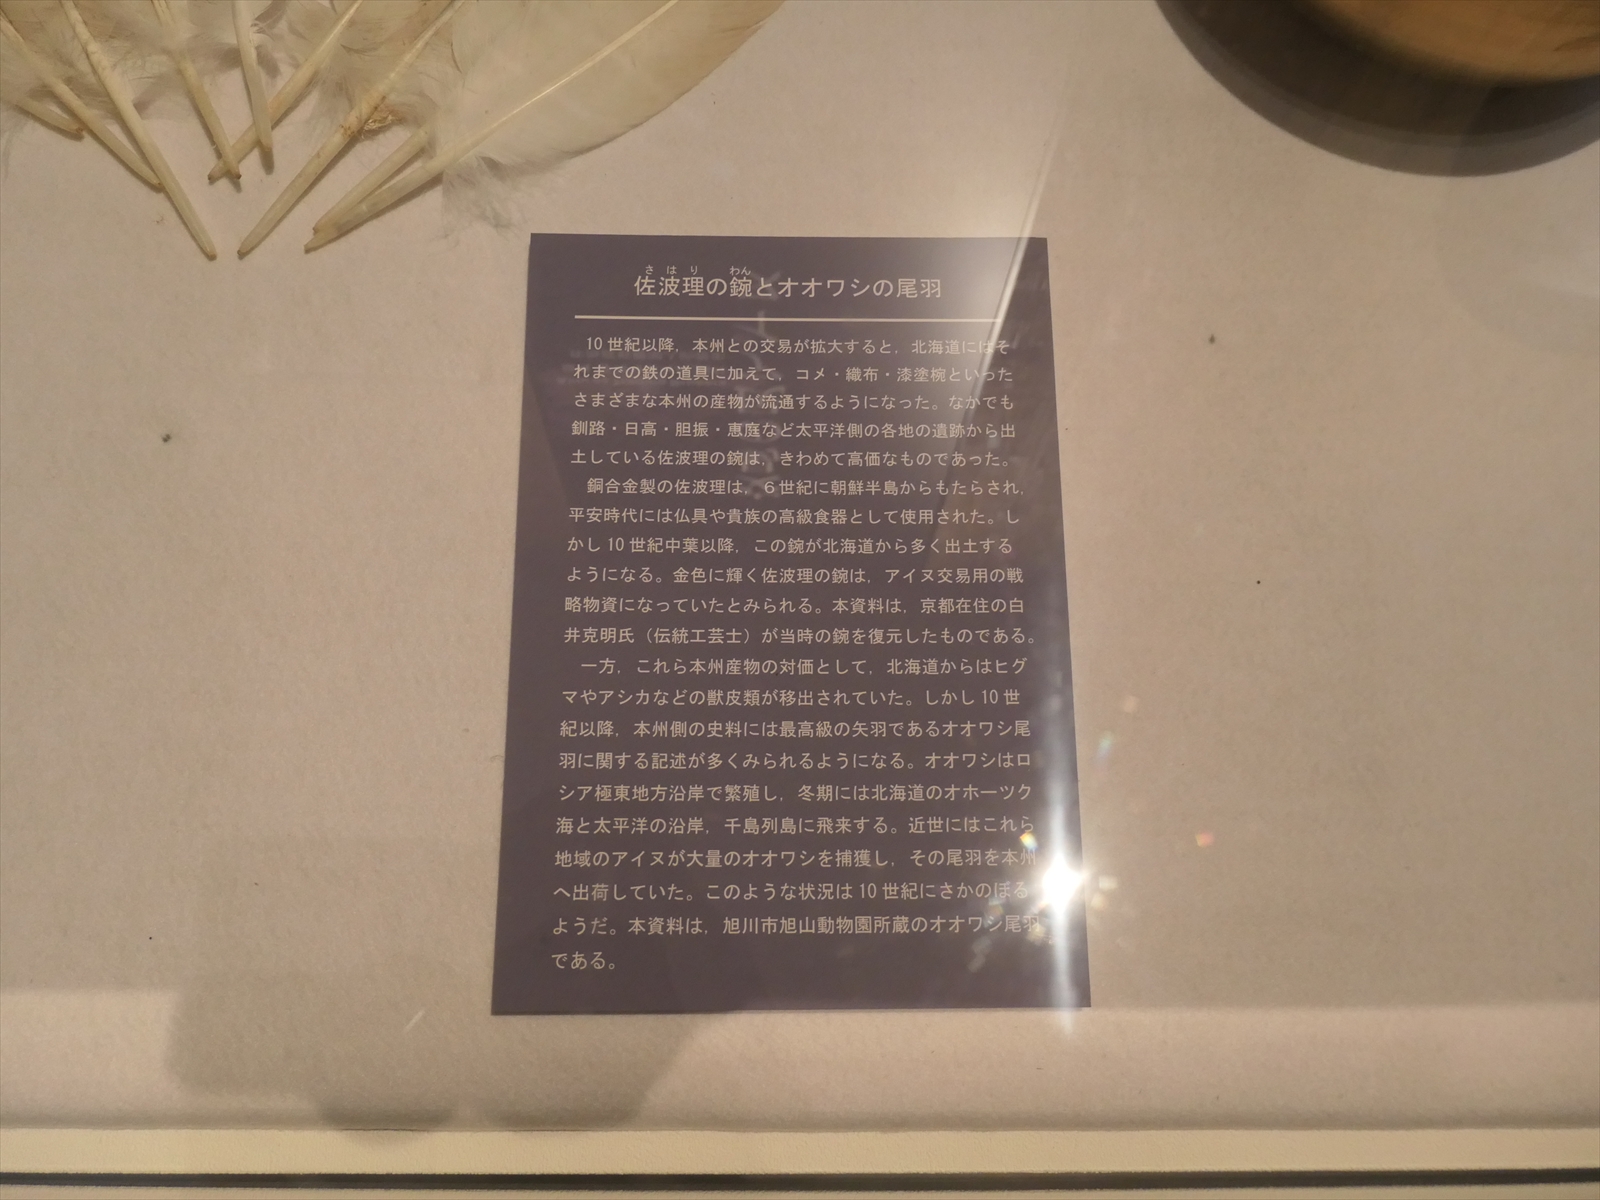 さはり わん
佐波理の鋺とオオワシの尾羽
10世紀以降，本州との交易が拡大すると，北海道にはそ
れまでの鉄の道具に加えて，コメ・織布・漆塗椀といった
さまざまな本州の産物が流通するようになった。なかでも
釧路・日高・胆振・恵庭など太平洋側の各地の遺跡から出
土している佐波理の鋺は，きわめて高価なものであった。
銅合金製の佐波理は，６世紀に朝鮮半島からもたらされ，
平安時代には仏具や貴族の高級食器として使用された。し
かし10世紀中葉以降，この鋺が北海道から多く出土する
ようになる。金色に輝く佐波理の鋺は，アイヌ交易用の戦
略物資になっていたとみられる。本資料は，京都在住の白
井克明氏（伝統工芸士）が当時の鋺を復元したものである。
一方，これら本州産物の対価として，北海道からはヒグ
マやアシカなどの獣皮類が移出されていた。しかし10世
紀以降，本州側の史料には最高級の矢羽であるオオワシ尾
羽に関する記述が多くみられるようになる。オオワシはロ
シア極東地方沿岸で繁殖し，冬期には北海道のオホーツク
海と太平洋の沿岸，千島列島に飛来する。近世にはこれら
地域のアイヌが大量のオオワシを捕獲し，その尾羽を本州
へ出荷していた。このような状況は10世紀にさかのぼる
ようだ。本資料は，旭川市旭山動物園所蔵のオオワシ尾羽
である。